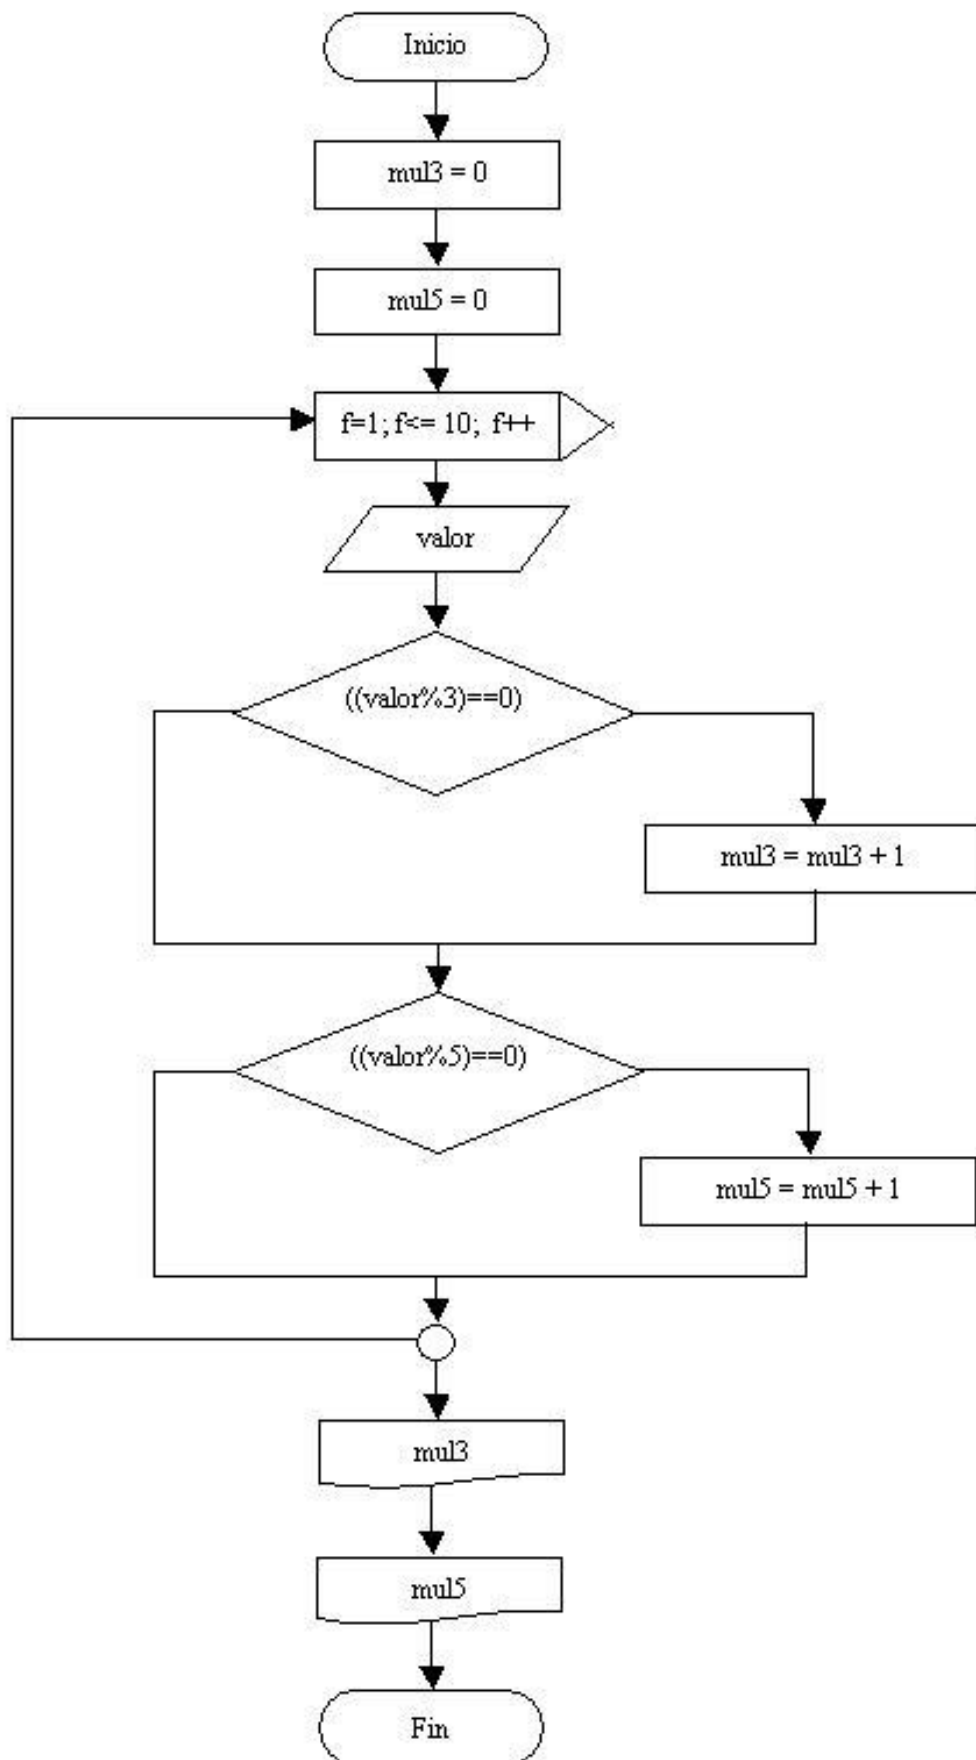 Inicio
mul3 = 0
mul5 = 0
f=1; f<= 10; f++
valor
((valor%3)==0)
mul3 = mul3 + 1
((valor%5)==0)
mul5 = mul5 + 1
mul3
mul5
Fin